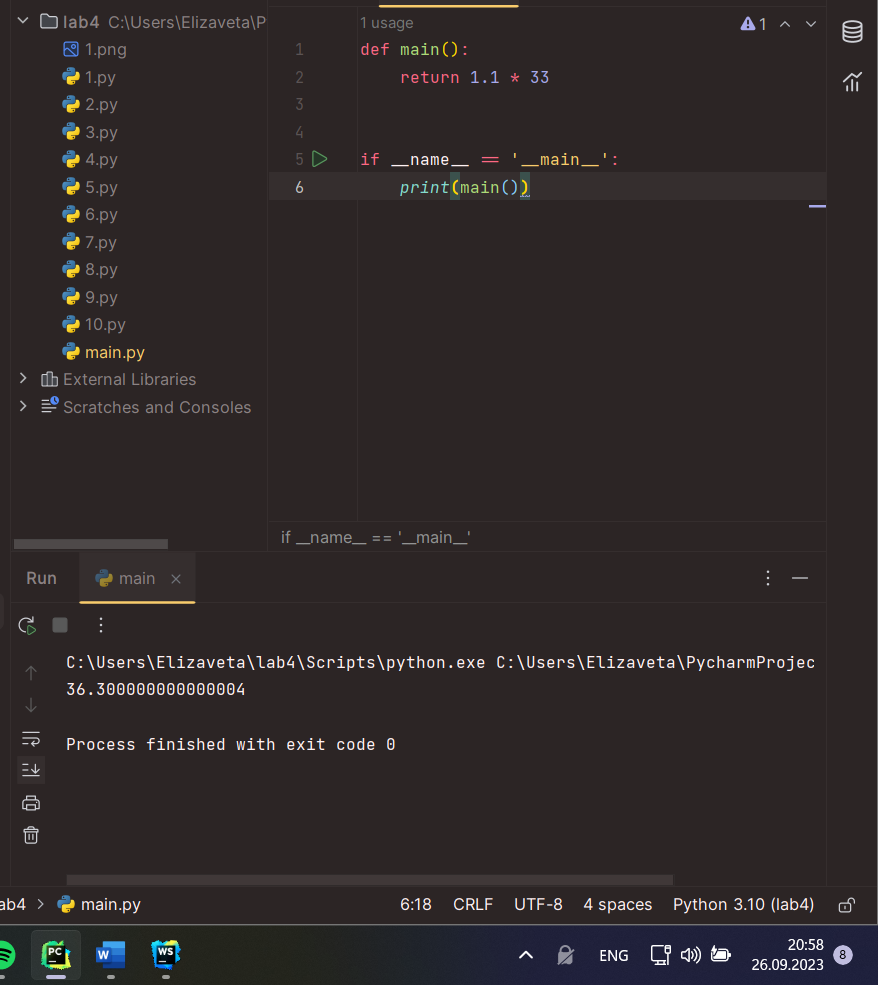 lab4 C:\Users\Elizaveta\P
1.png
1.py
2.py
3.py
4.py
5.py
6.py
7.py
8.py
9.py
10.py
main.py
External Libraries
Scratches and Consoles
1 usage
1
1 def main():
2 return 1.1 * 33
3
4
5 if __name__ == '__main__':
6 print(main())
if __name__ == '__main__'
Run main
C:\Users\Elizaveta\lab4\Scripts\python.exe C:\Users\Elizaveta\PycharmProjec
36.300000000000004
Process finished with exit code 0
ab4 > main.py 6:18 CRLF UTF-8 4 spaces Python 3.10 (lab4)
PC W WS ENG 20:58
26.09.2023 8